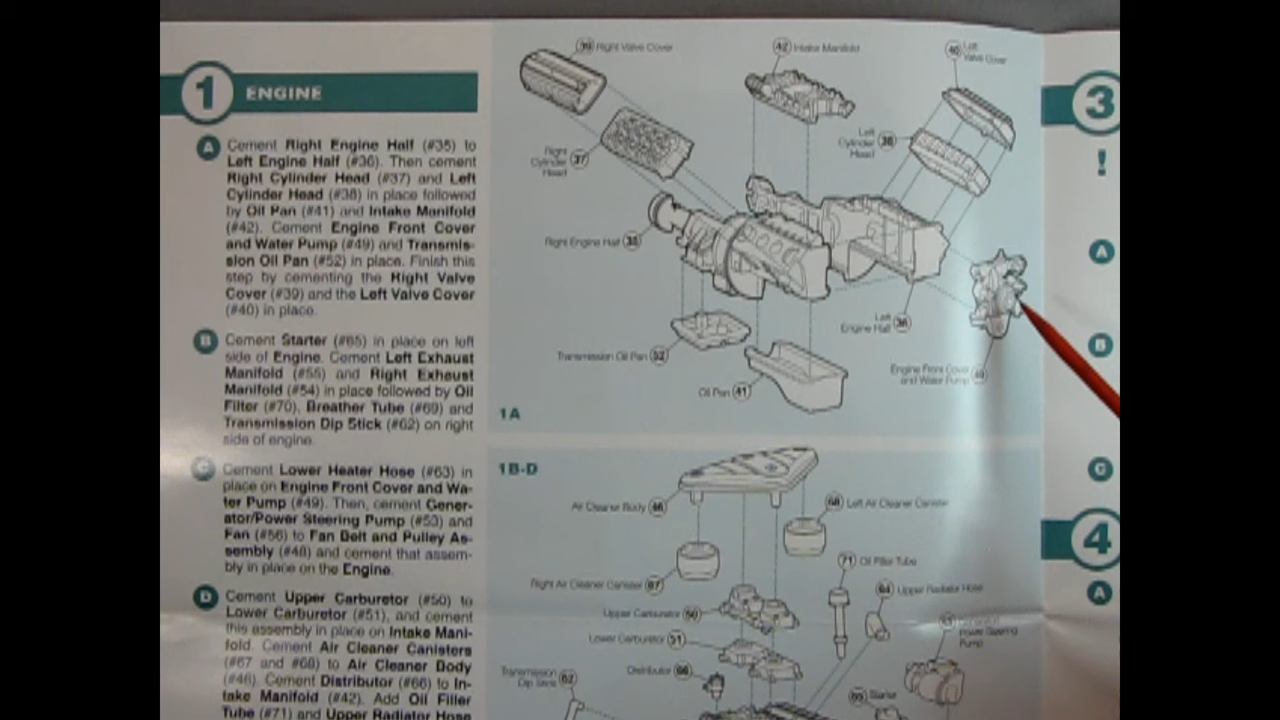 1 ENGINE
A Cement Right Engine Half (#35) to
Left Engine Half (#36). Then cement
Right Cylinder Head (#37) and Left
Cylinder Head (#38) in place followed
by Oil Pan (#41) and Intake Manifold
(#42). Cement Engine Front Cover
and Water Pump (#49) and Transmis-
sion Oil Pan (#52) in place. Finish this
step by cementing the Right Valve
Cover (#39) and the Left Valve Cover
(#40) in place.
B Cement Starter (#65) in place on left
side of Engine. Cement Left Exhaust
Manifold (#55) and Right Exhaust
Manifold (#54) in place followed by Oil
Filter (#70), Breather Tube (#69) and
Transmission Dip Stick (#62) on right
side of engine.
C Cement Lower Heater Hose (#63) in
place on Engine Front Cover and Wa-
ter Pump (#49). Then, cement Gener-
ator/Power Steering Pump (#53) and
Fan (#56) to Fan Belt and Pulley As-
sembly (#48) and cement that assem-
bly in place on the Engine.
D Cement Upper Carburetor (#50) to
Lower Carburetor (#51), and cement
this assembly in place on Intake Mani-
fold. Cement Air Cleaner Canisters
(#67 and #68) to Air Cleaner Body
(#46). Cement Distributor (#66) to In-
take Manifold (#42). Add Oil Filler
Tube (#71) and Upper Radiator Hose
39 Right Valve Cover
42 Intake Manifold
40 Left
Valve Cover
Right
Cylinder
Head 37
Left
Cylinder
Head 38
Right Engine Half 35
Left
Engine Half 36
Transmission Oil Pan 52
Oil Pan 41
Engine Front Cover
and Water Pump 49
1A
1B-D
Air Cleaner Body 46
68 Left Air Cleaner Canister
Right Air Cleaner Canister 67
71 Oil Filler Tube
64 Upper Radiator Hose
Upper Carburetor 50
Lower Carburetor 51
Distributor 66
Transmission
Dip Stick 62
Power Steering
Pump
65 Starter
3
!
A
B
C
4
A